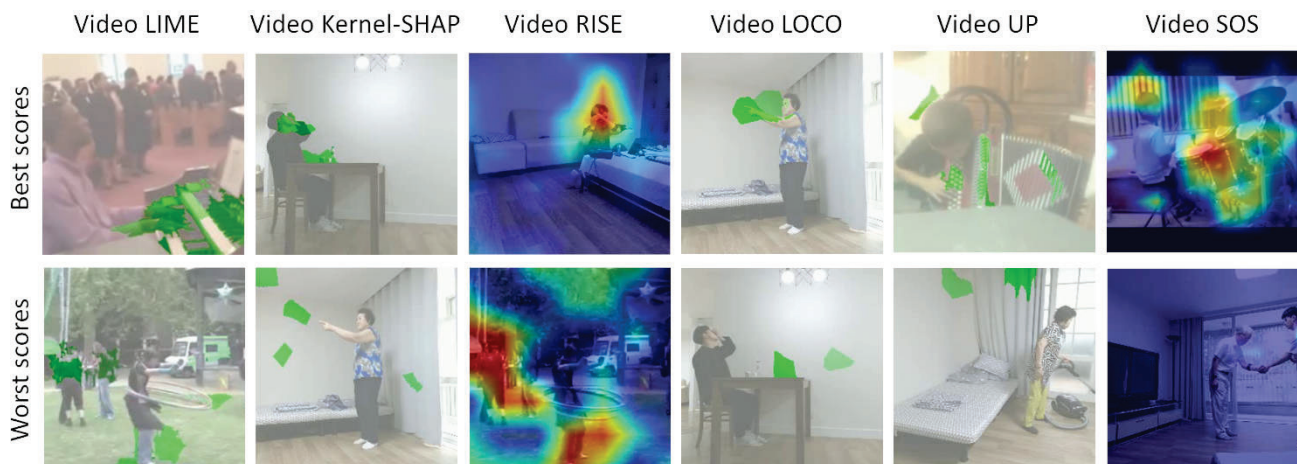 Video LIME Video Kernel-SHAP Video RISE Video LOCO Video UP Video SOS
Best scores
Worst scores